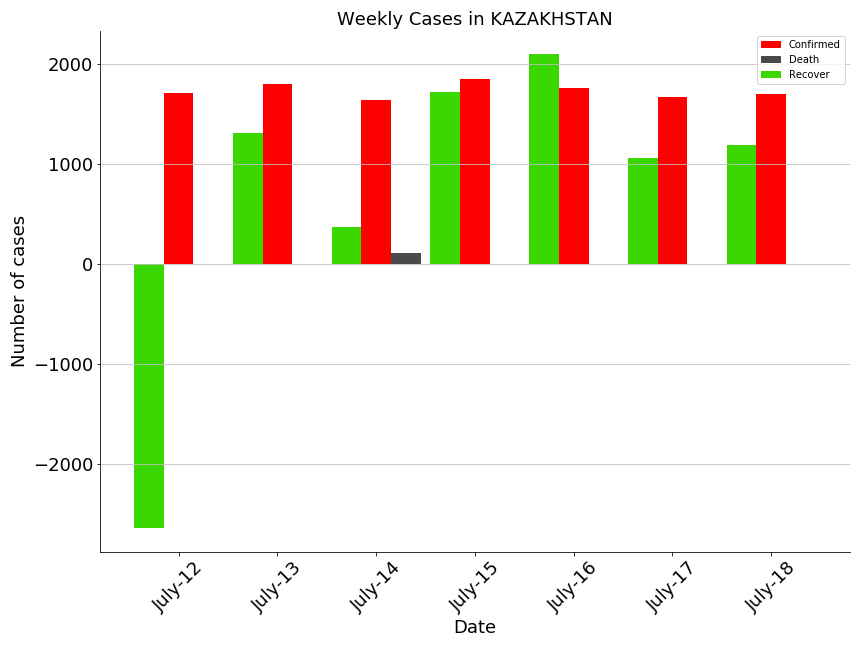 Weekly Cases in KAZAKHSTAN
Confirmed
Death
Recover
2000
1000
0
−1000
−2000
Number of cases
July-12
July-13
July-14
July-15
July-16
July-17
July-18
Date